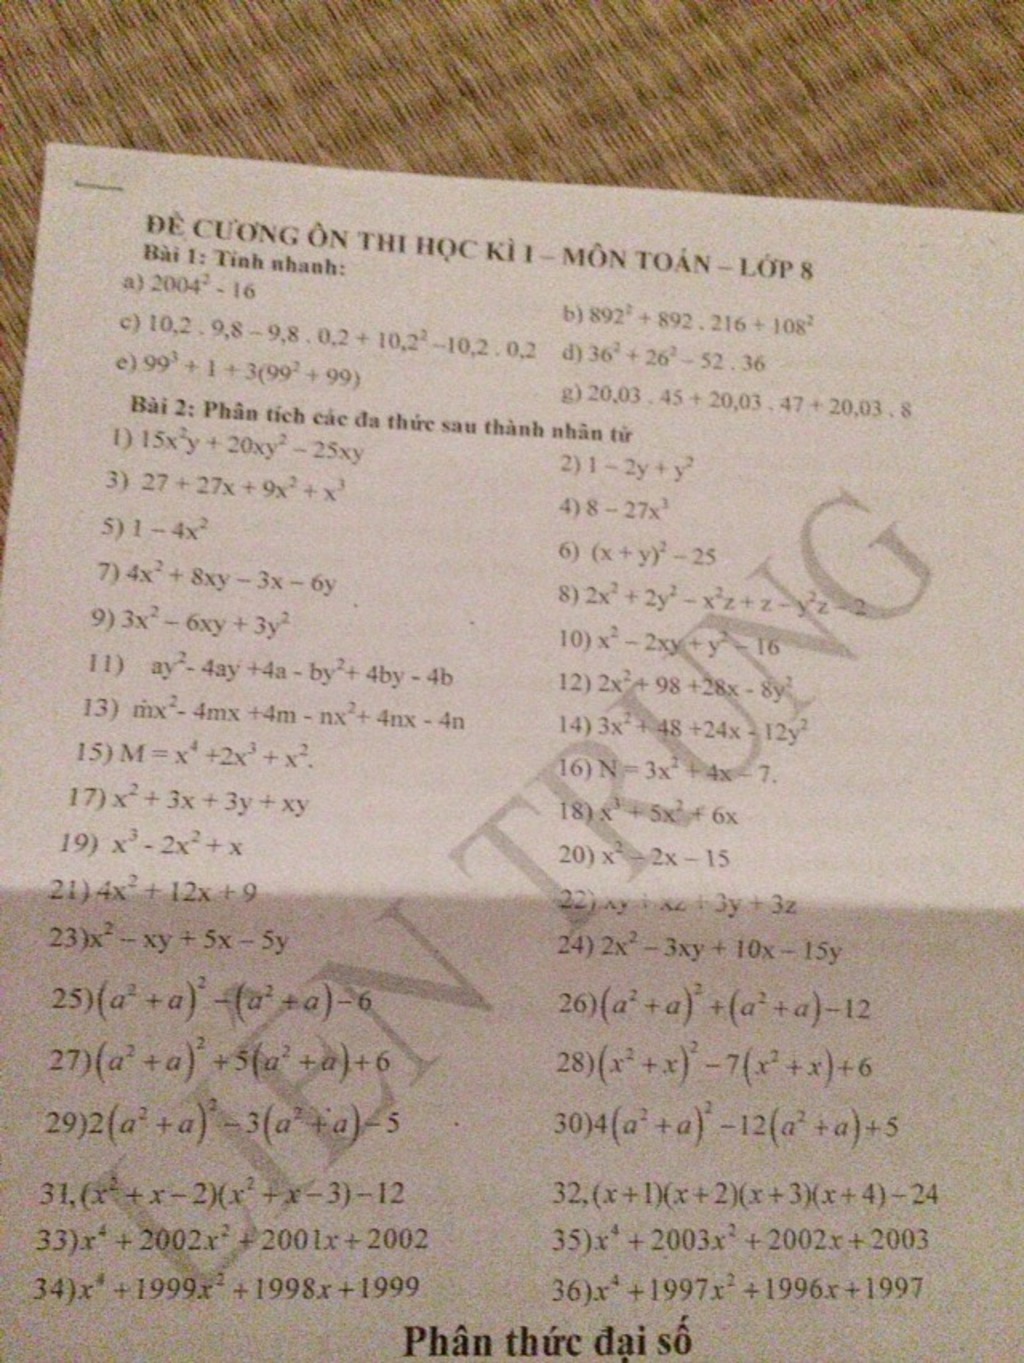 ĐỀ CƯƠNG ÔN THI HỌC KÌ I – MÔN TOÁN – LỚP 8
Bài 1: Tính nhanh:
a) 2004² - 16
b) 892² + 892 . 216 + 108²
c) 10,2 . 9,8 – 9,8 . 0,2 + 10,2² –10,2 . 0,2
d) 36² + 26² – 52 . 36
e) 99³ + 1 + 3(99² + 99)
g) 20,03 . 45 + 20,03 . 47 + 20,03 . 8
Bài 2: Phân tích các đa thức sau thành nhân tử
1) 15x²y + 20xy² – 25xy
2) 1 – 2y + y²
3) 27 + 27x + 9x² + x³
4) 8 – 27x³
5) 1 – 4x²
6) (x + y)² – 25
7) 4x² + 8xy – 3x – 6y
8) 2x² + 2y² – x²z + z – y²z – 2
9) 3x² – 6xy + 3y²
10) x² – 2xy + y² – 16
11) ay²- 4ay +4a - by²+ 4by - 4b
12) 2x² + 98 +28x - 8y²
13) mx²- 4mx +4m - nx²+ 4nx - 4n
14) 3x² + 48 +24x - 12y²
15) M = x⁴ +2x³ + x².
16) N = 3x² + 4x – 7.
17) x² + 3x + 3y + xy
18) x³ + 5x² + 6x
19) x³ - 2x² + x
20) x² – 2x – 15
21) 4x² + 12x + 9
22) xy + xz + 3y + 3z
23)x² – xy + 5x – 5y
24) 2x² – 3xy + 10x – 15y
25)(a² + a)² – (a² + a) – 6
26)(a² + a)² + (a² + a) – 12
27)(a² + a)² + 5(a² + a) + 6
28)(x² + x)² – 7(x² + x) + 6
29)2(a² + a)² – 3(a² + a) – 5
30)4(a² + a)² – 12(a² + a) + 5
31,(x² + x – 2)(x² + x – 3) – 12
32,(x+1)(x+2)(x+3)(x+4) – 24
33)x⁴ + 2002x² + 2001x + 2002
35)x⁴ + 2003x² + 2002x + 2003
34)x⁴ + 1999x² + 1998x + 1999
36)x⁴ + 1997x² + 1996x + 1997
Phân thức đại số
LIEN TRUNG